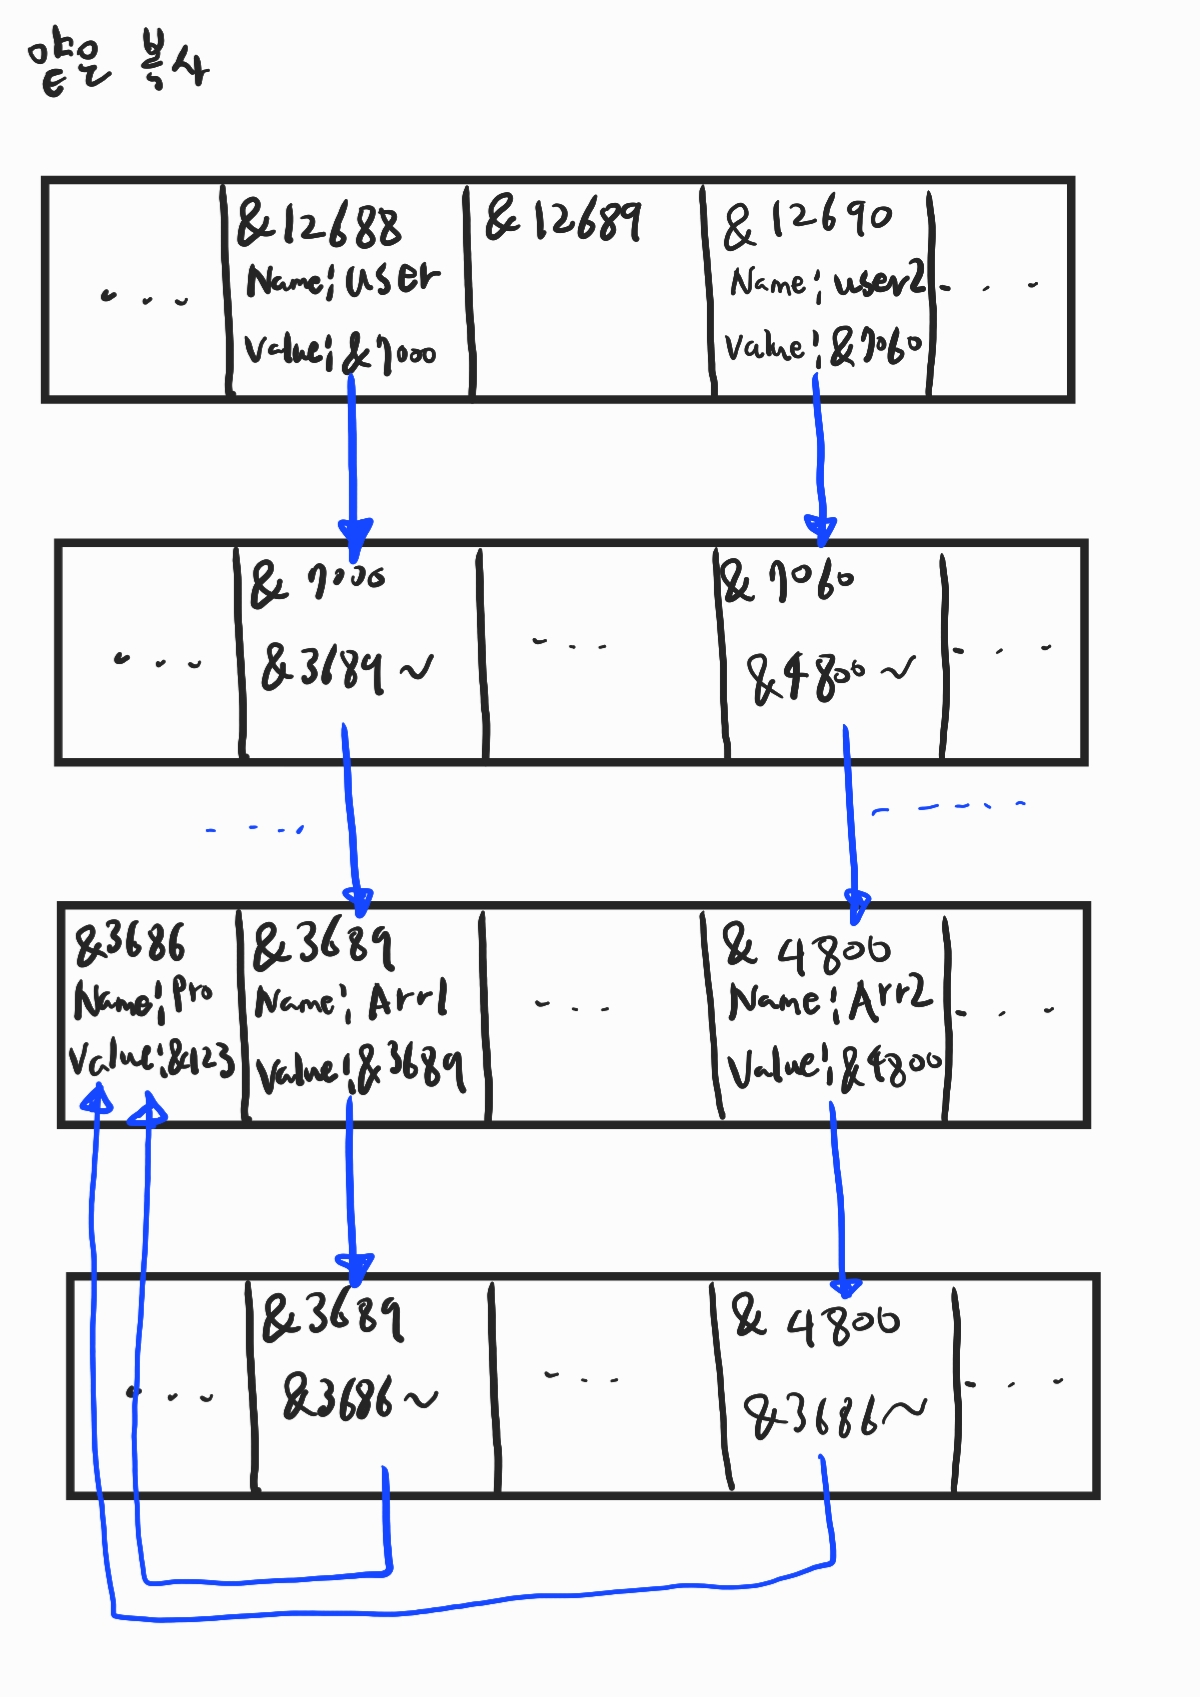 얕은 복사
&12688
Name: user
Value: &7000
&12689
&12690
Name: user2
Value: &7060
&7000
&3689~
&7060
&4800~
&3686
Name: Pro
Value: &123
&3689
Name: Arr1
Value: &3689
&4800
Name: Arr2
Value: &4800
&3689
&3686~
&4800
&3686~